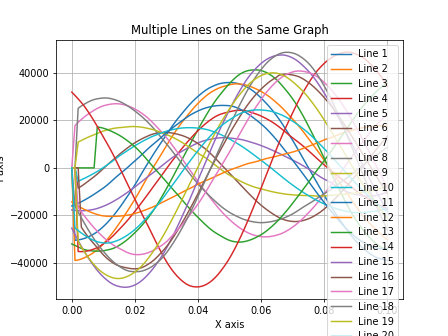 Multiple Lines on the Same Graph
40000
20000
0
−20000
−40000
0.00
0.02
0.04
0.06
X axis
Line 1
Line 2
Line 3
Line 4
Line 5
Line 6
Line 7
Line 8
Line 9
Line 10
Line 11
Line 12
Line 13
Line 14
Line 15
Line 16
Line 17
Line 18
Line 19
Line 20